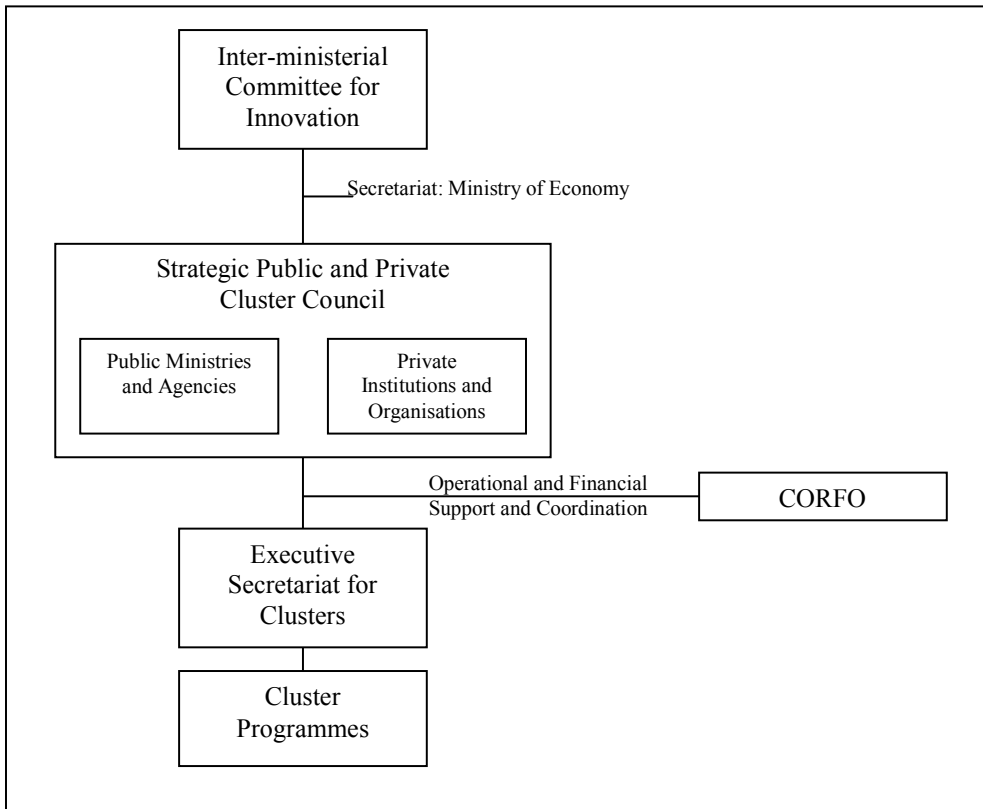 Inter-ministerial
Committee for
Innovation
Secretariat: Ministry of Economy
Strategic Public and Private
Cluster Council
Public Ministries
and Agencies
Private
Institutions and
Organisations
Operational and Financial
Support and Coordination
CORFO
Executive
Secretariat for
Clusters
Cluster
Programmes